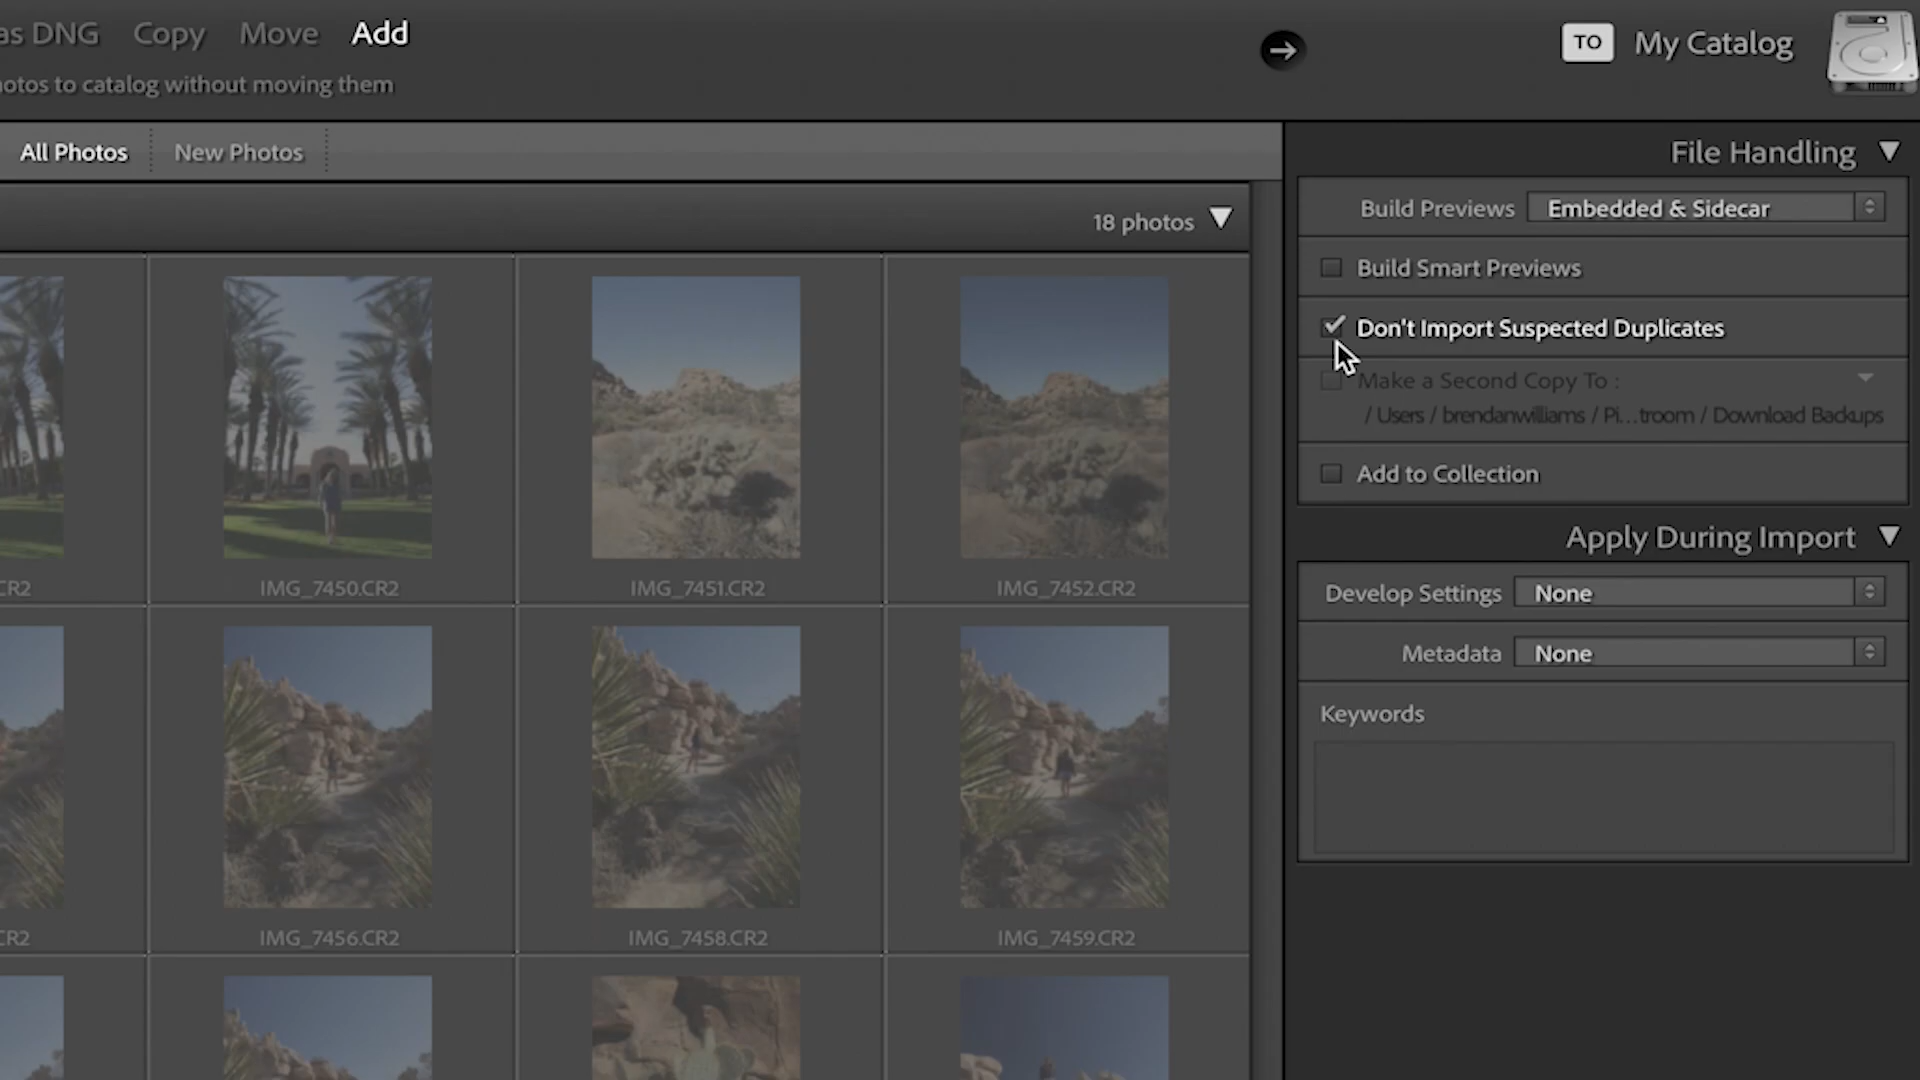 as DNG Copy Move Add
TO My Catalog
otos to catalog without moving them
All Photos New Photos
File Handling
18 photos
Build Previews Embedded & Sidecar
Build Smart Previews
Don't Import Suspected Duplicates
Make a Second Copy To :
/ Users / brendanwilliams / Pi...troom / Download Backups
Add to Collection
CR2 IMG_7450.CR2 IMG_7451.CR2 IMG_7452.CR2
Apply During Import
Develop Settings None
Metadata None
Keywords
CR2 IMG_7456.CR2 IMG_7458.CR2 IMG_7459.CR2